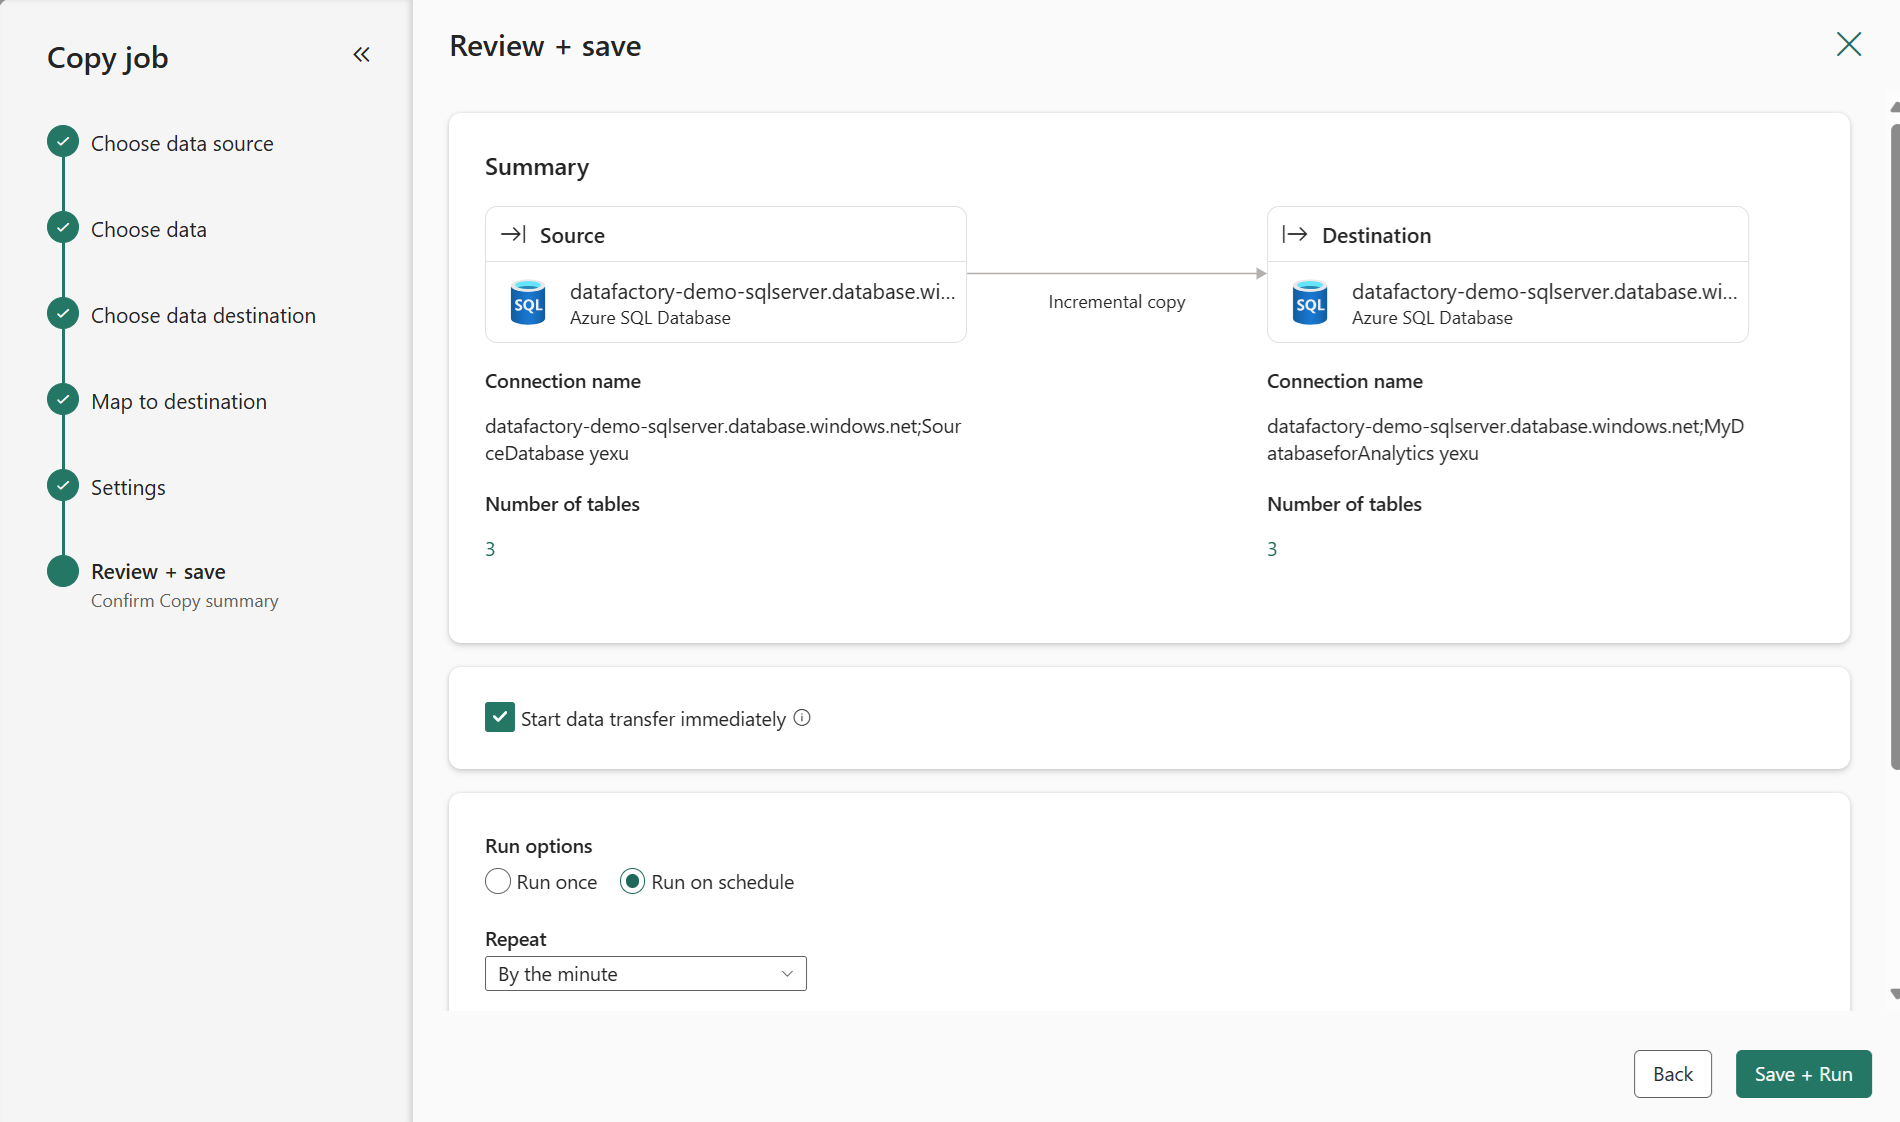 Copy job
Choose data source
Choose data
Choose data destination
Map to destination
Settings
Review + save
Confirm Copy summary
Review + save
Summary
Source
SQL
datafactory-demo-sqlserver.database.wi...
Azure SQL Database
Incremental copy
Destination
SQL
datafactory-demo-sqlserver.database.wi...
Azure SQL Database
Connection name
datafactory-demo-sqlserver.database.windows.net;Sour
ceDatabase yexu
Number of tables
3
Connection name
datafactory-demo-sqlserver.database.windows.net;MyD
atabaseforAnalytics yexu
Number of tables
3
Start data transfer immediately
Run options
Run once
Run on schedule
Repeat
By the minute
Back
Save + Run